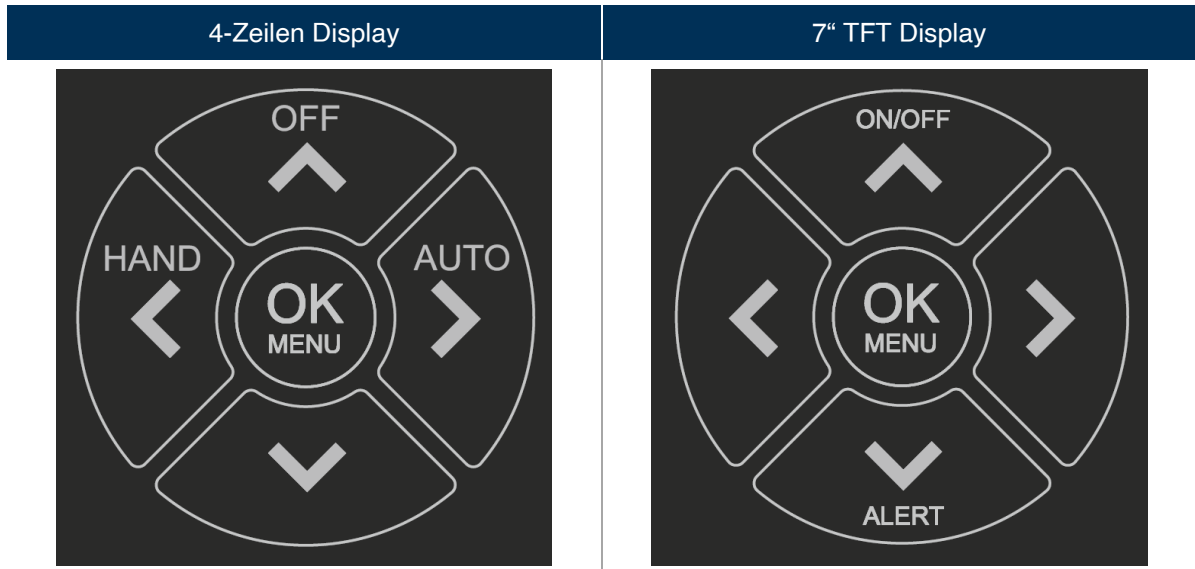 4-Zeilen Display
7“ TFT Display
OFF
HAND
AUTO
OK
MENU
ON/OFF
OK
MENU
ALERT